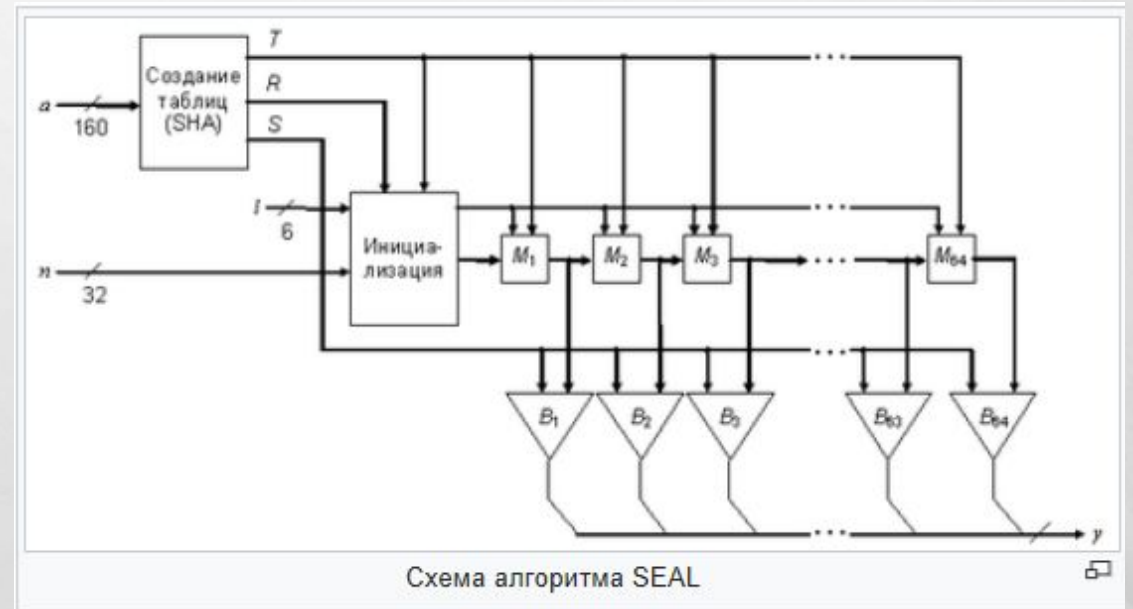 T
Создание
таблиц
(SHA)
R
a
160
S
l
6
Инициа-
лизация
M₁
M₂
M₃
M₆₄
n
32
B₁
B₂
B₃
B₆₃
B₆₄
y
Схема алгоритма SEAL